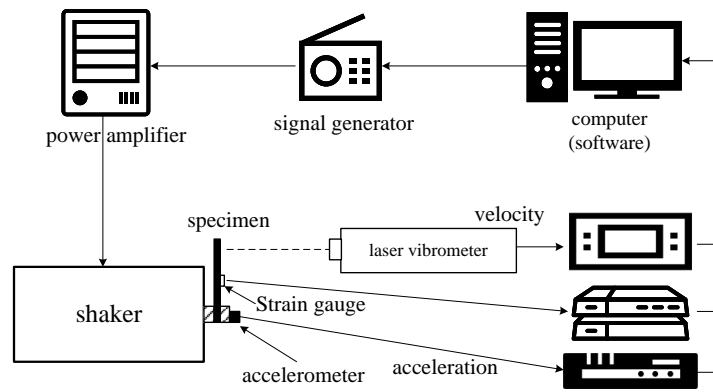 power amplifier
signal generator
computer
(software)
specimen
velocity
laser vibrometer
shaker
Strain gauge
accelerometer
acceleration